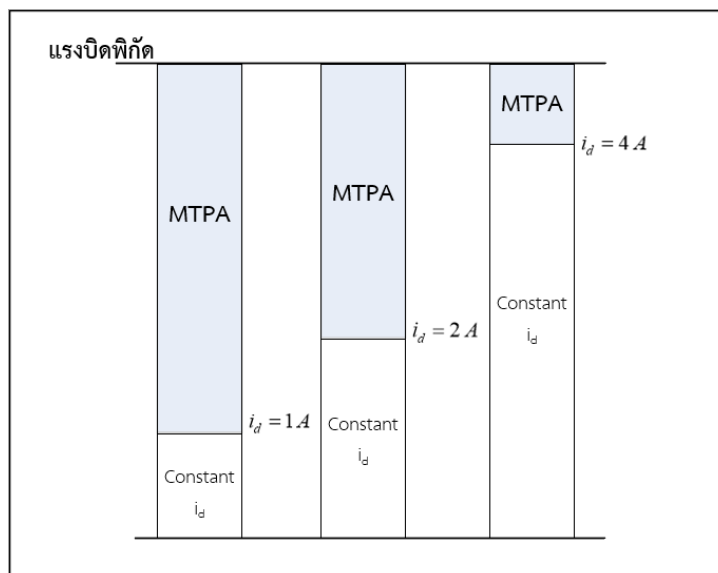 แรงบิดพิกัด
MTPA
i_d = 1 A
Constant
i_d
MTPA
i_d = 2 A
Constant
i_d
MTPA
i_d = 4 A
Constant
i_d